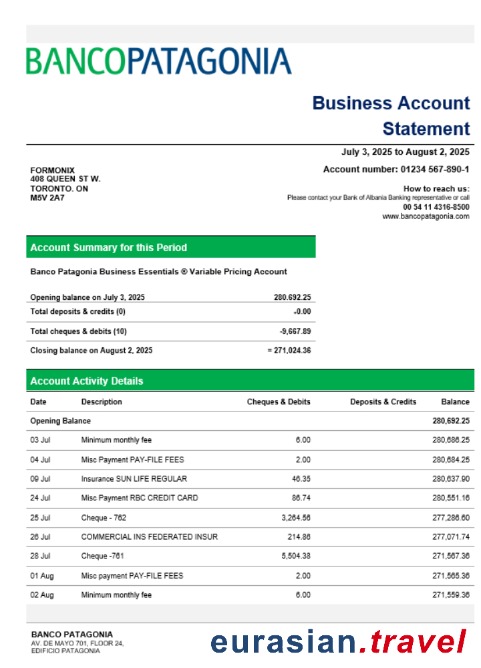 BANCOPATAGONIA
Business Account
Statement
July 3, 2025 to August 2, 2025
FORMONIX
408 QUEEN ST W.
TORONTO. ON
M5V 2A7
Account number: 01234 567-890-1
How to reach us:
Please contact your Bank of Albania Banking representative or call
00 54 11 4316-8500
www.bancopatagonia.com
Account Summary for this Period
Banco Patagonia Business Essentials ® Variable Pricing Account
Opening balance on July 3, 2025 280.692.25
Total deposits & credits (0) -0.00
Total cheques & debits (10) -9,667.89
Closing balance on August 2, 2025 = 271,024.36
Account Activity Details
Date Description Cheques & Debits Deposits & Credits Balance
Opening Balance 280,692.25
03 Jul Minimum monthly fee 6.00 280,686.25
04 Jul Misc Payment PAY-FILE FEES 2.00 280,684.25
09 Jul Insurance SUN LIFE REGULAR 46.35 280,637.90
24 Jul Misc Payment RBC CREDIT CARD 86.74 280,551.16
25 Jul Cheque - 762 3,264.56 277,286.60
26 Jul COMMERCIAL INS FEDERATED INSUR 214.86 277,071.74
28 Jul Cheque -761 5,504.38 271,567.36
01 Aug Misc payment PAY-FILE FEES 2.00 271,565.36
02 Aug Minimum monthly fee 6.00 271,559.36
BANCO PATAGONIA
AV. DE MAYO 701, FLOOR 24,
EDIFICIO PATAGONIA
eurasian.travel